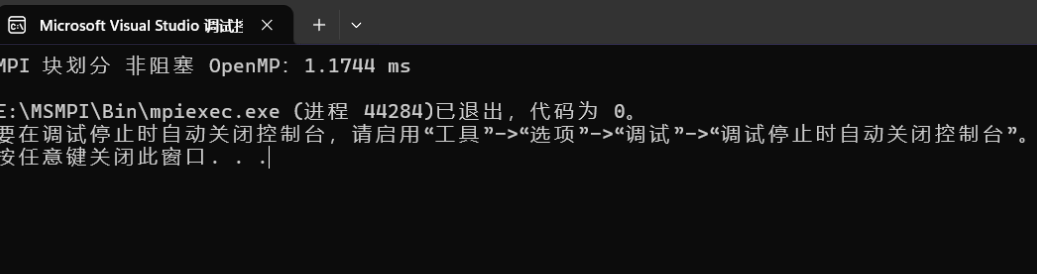 Microsoft Visual Studio 调试控
MPI 块划分 非阻塞 OpenMP: 1.1744 ms
E:\MSMPI\Bin\mpiexec.exe (进程 44284)已退出，代码为 0。
要在调试停止时自动关闭控制台，请启用“工具”->“选项”->“调试”->“调试停止时自动关闭控制台”。
按任意键关闭此窗口. . .